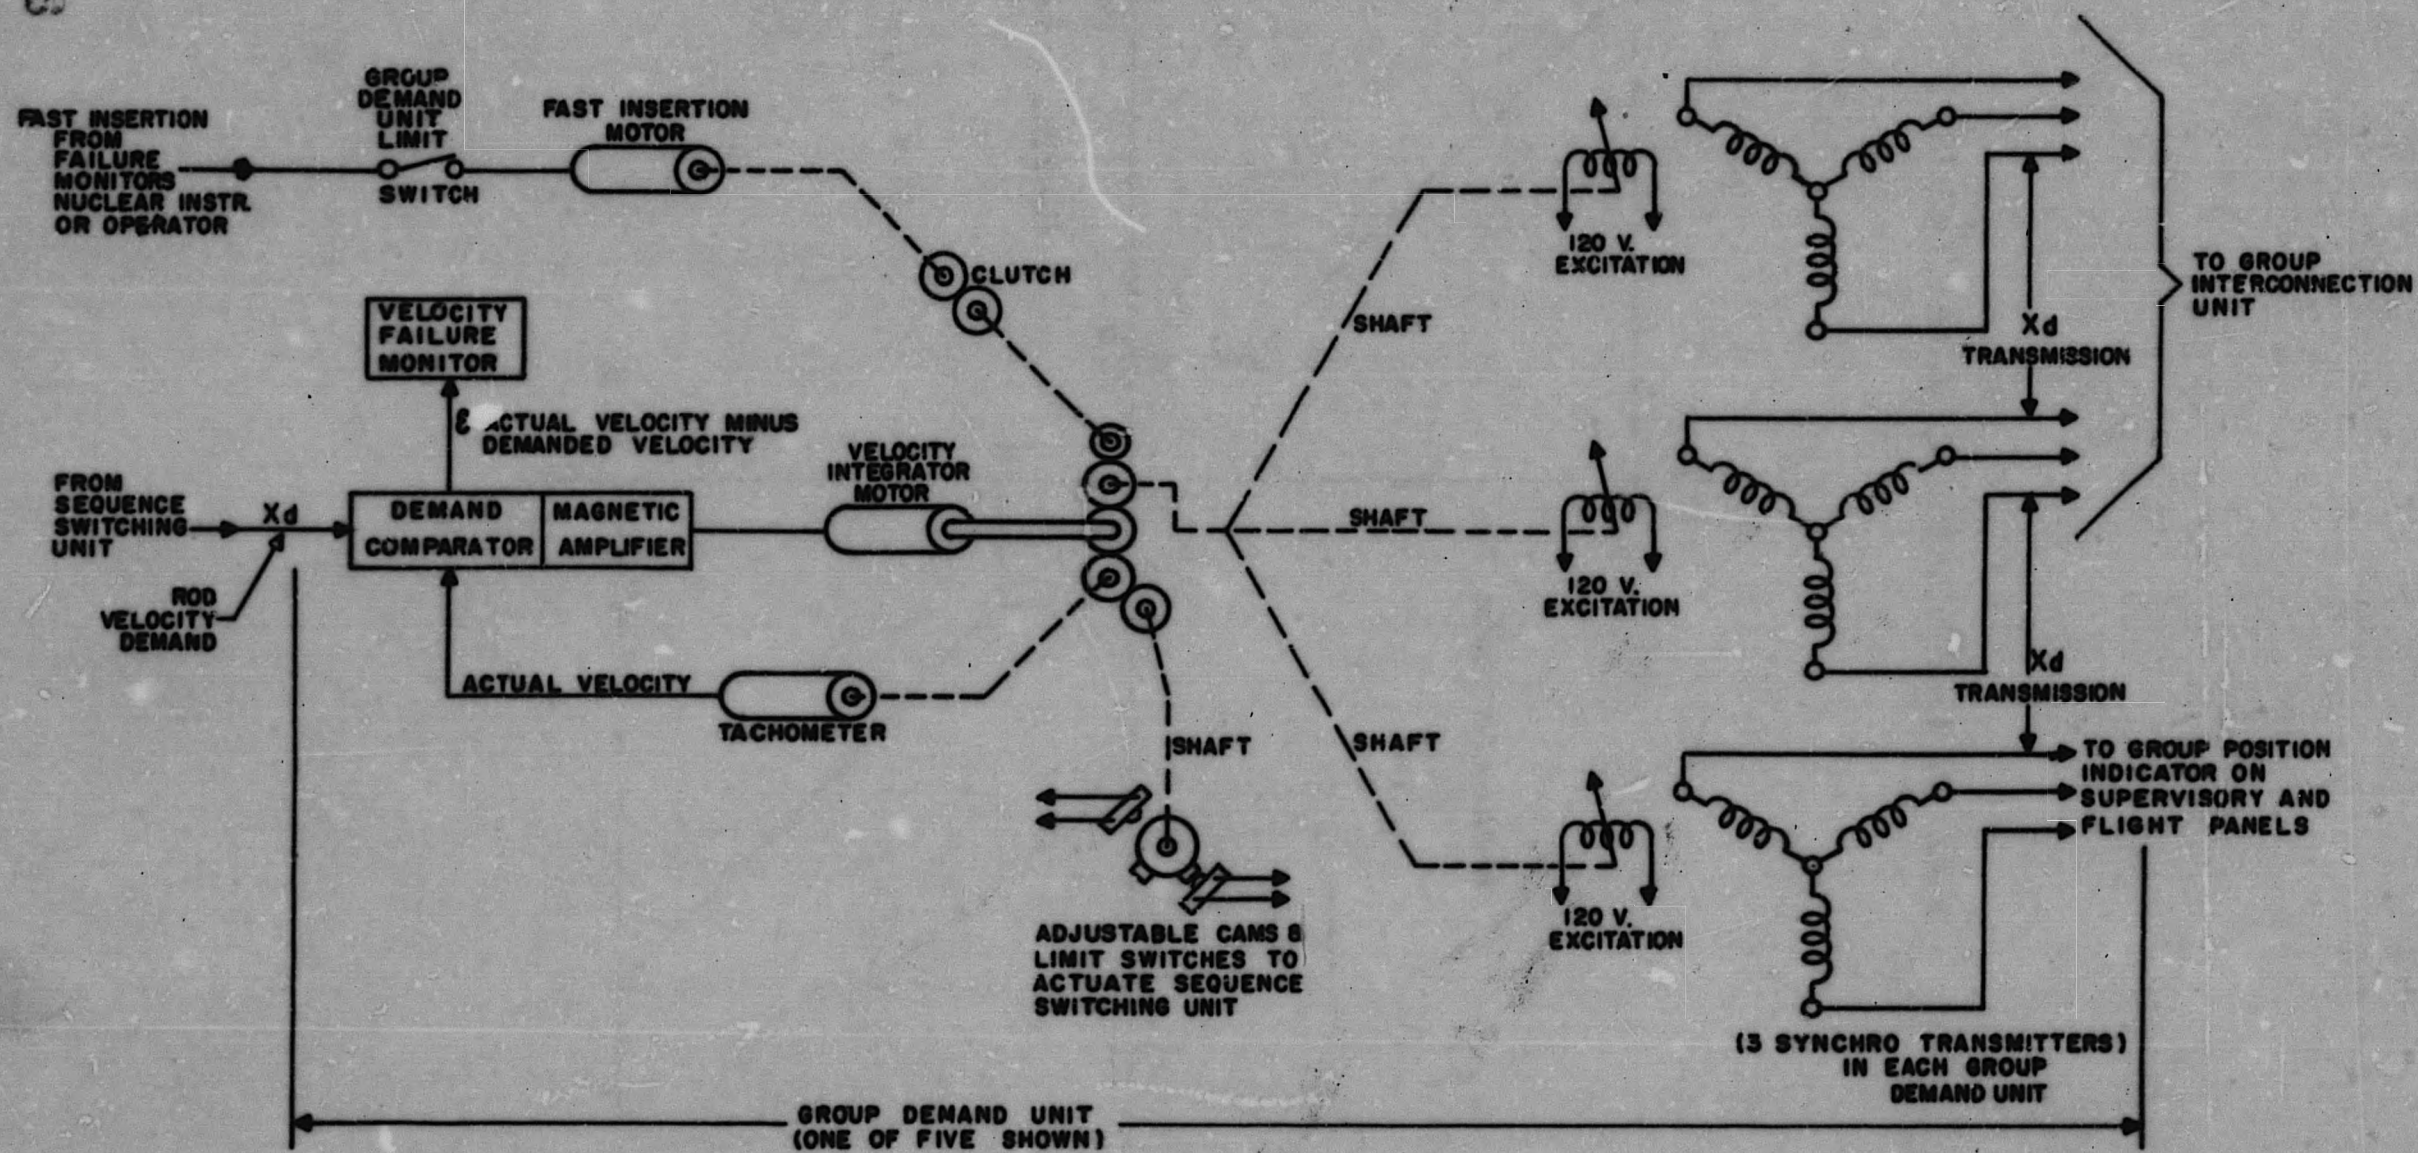 FAST INSERTION
FROM
FAILURE
MONITORS
NUCLEAR INSTR.
OR OPERATOR
GROUP
DEMAND
UNIT
LIMIT
SWITCH
FAST INSERTION
MOTOR
CLUTCH
VELOCITY
FAILURE
MONITOR
Ɛ ACTUAL VELOCITY MINUS
DEMANDED VELOCITY
FROM
SEQUENCE
SWITCHING
UNIT
Xd
ROD
VELOCITY
DEMAND
DEMAND
COMPARATOR
MAGNETIC
AMPLIFIER
VELOCITY
INTEGRATOR
MOTOR
ACTUAL VELOCITY
TACHOMETER
SHAFT
ADJUSTABLE CAMS &
LIMIT SWITCHES TO
ACTUATE SEQUENCE
SWITCHING UNIT
SHAFT
SHAFT
SHAFT
120 V.
EXCITATION
120 V.
EXCITATION
120 V.
EXCITATION
Xd
TRANSMISSION
Xd
TRANSMISSION
TO GROUP
INTERCONNECTION
UNIT
TO GROUP POSITION
INDICATOR ON
SUPERVISORY AND
FLIGHT PANELS
(3 SYNCHRO TRANSMITTERS)
IN EACH GROUP
DEMAND UNIT
GROUP DEMAND UNIT
(ONE OF FIVE SHOWN)